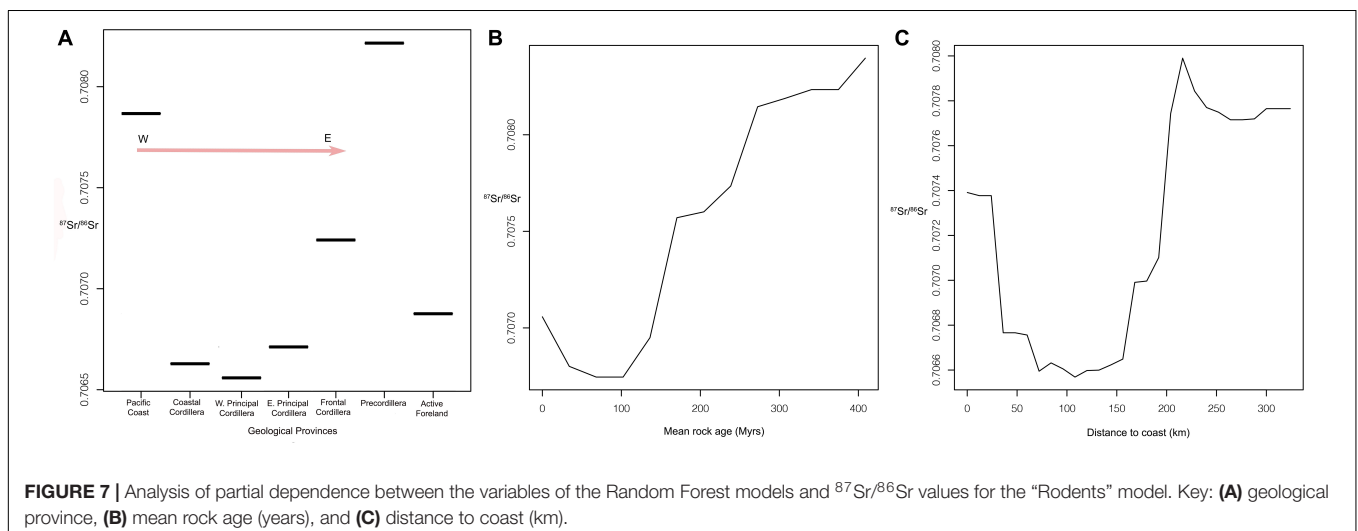 A
0.7080
0.7075
0.7070
0.7065
⁸⁷Sr/⁸⁶Sr
W
E
Pacific Coast
Coastal Cordillera
W. Principal Cordillera
E. Principal Cordillera
Frontal Cordillera
Precordillera
Active Foreland
Geological Provinces
B
0.7080
0.7075
0.7070
⁸⁷Sr/⁸⁶Sr
0
100
200
300
400
Mean rock age (Myrs)
C
0.7080
0.7078
0.7076
0.7074
0.7072
0.7070
0.7068
0.7066
⁸⁷Sr/⁸⁶Sr
0
50
100
150
200
250
300
Distance to coast (km)
FIGURE 7 | Analysis of partial dependence between the variables of the Random Forest models and ⁸⁷Sr/⁸⁶Sr values for the “Rodents” model. Key: (A) geological
province, (B) mean rock age (years), and (C) distance to coast (km).